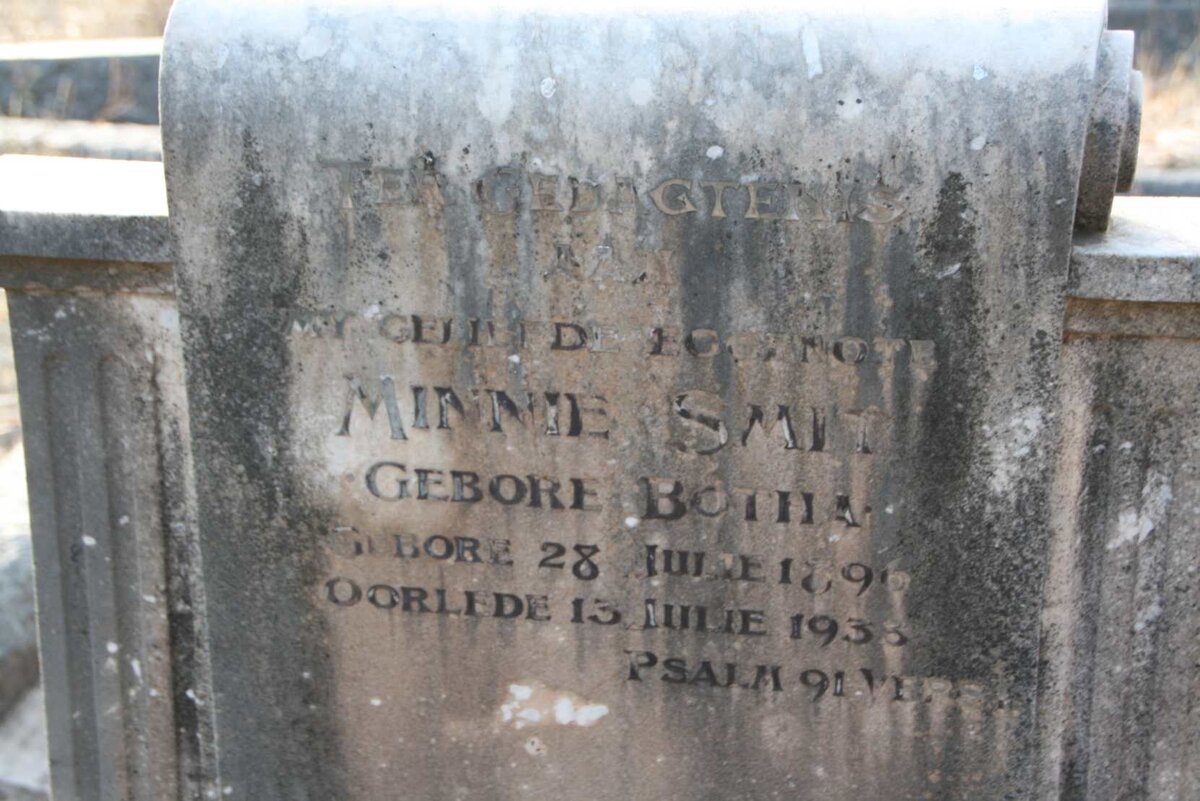 TER GEDAGTENIS
VAN
MY GELIEFDE EGGENOTE
MINNIE SMIT
GEBORE BOTHA
GEBORE 28 JULIE
OORLEDE 13 JULIE
PSALM 91 VERS